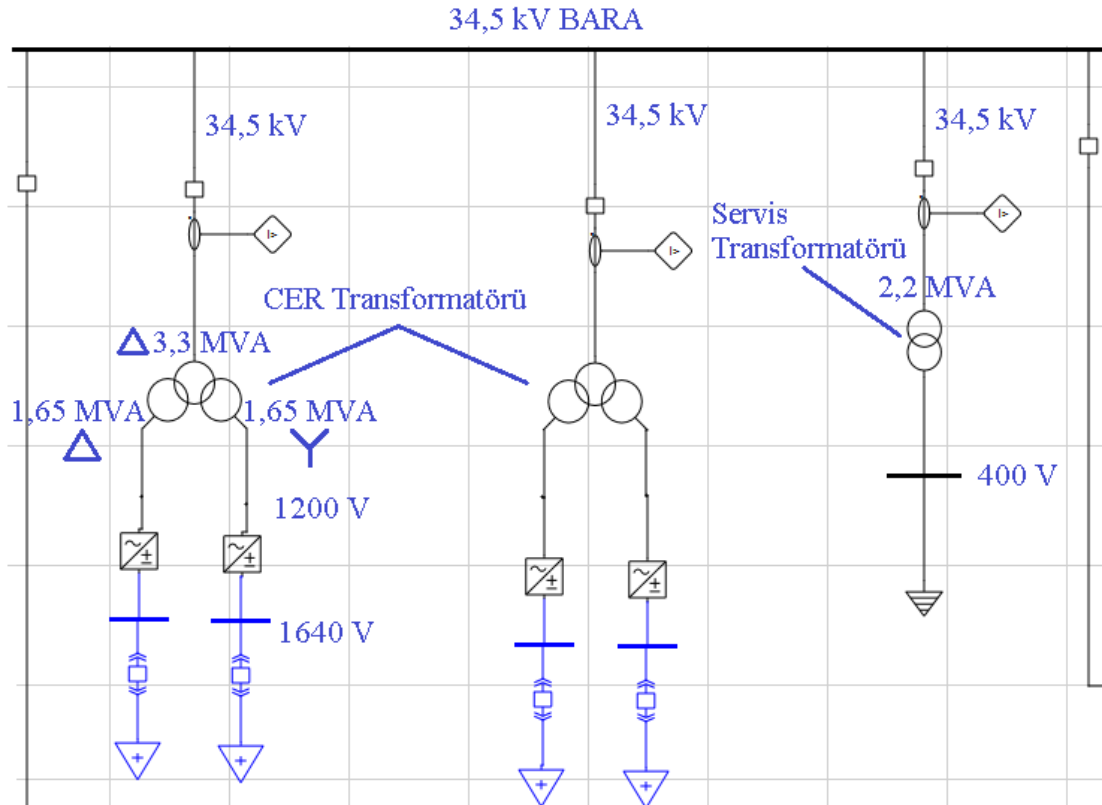 34,5 kV BARA
34,5 kV
34,5 kV
34,5 kV
I>
I>
I>
Servis
Transformatörü
2,2 MVA
CER Transformatörü
3,3 MVA
1,65 MVA
1,65 MVA
400 V
1200 V
1640 V